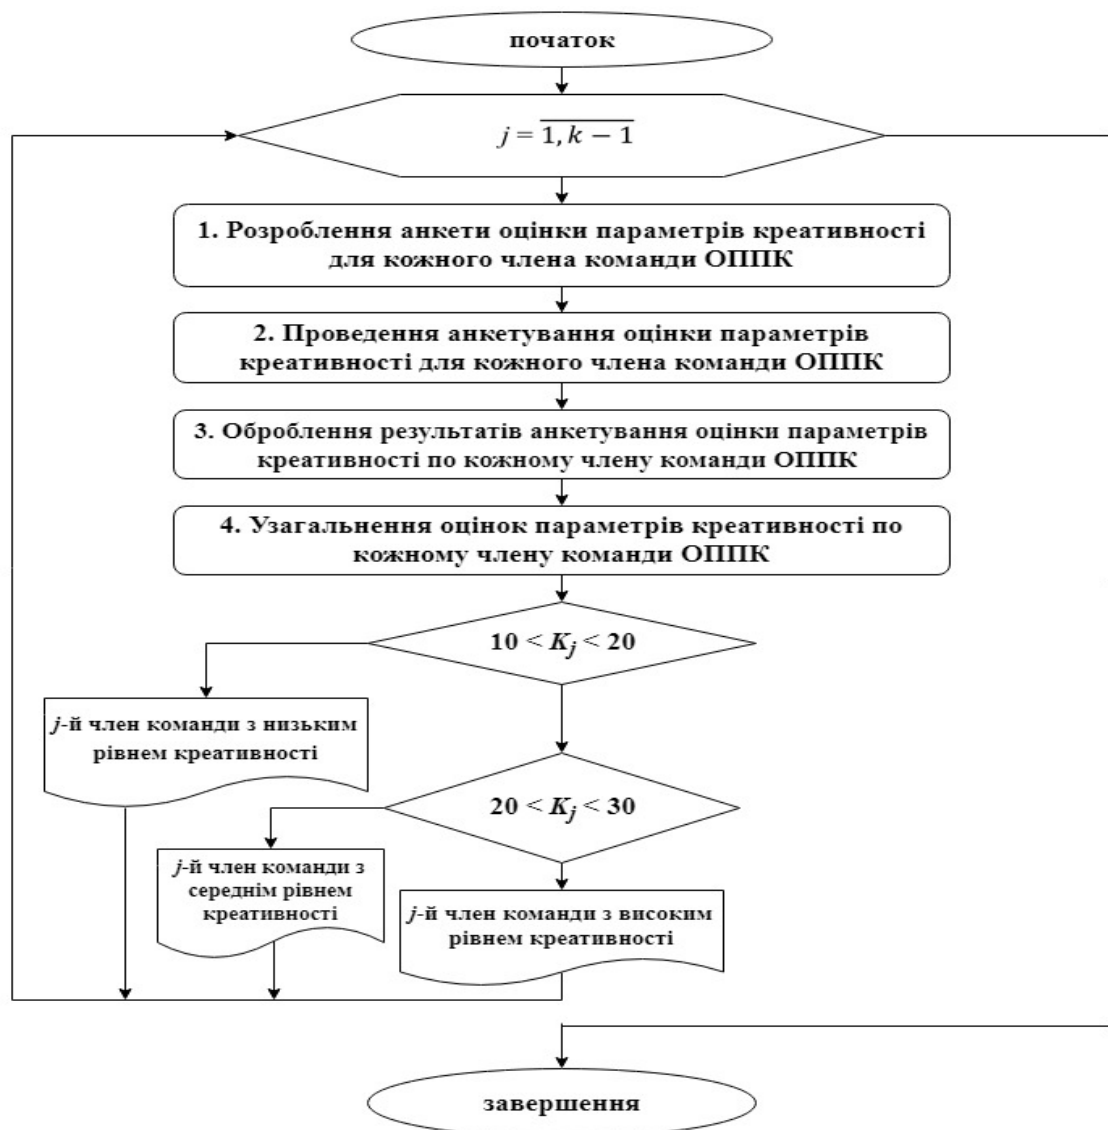 початок
j = \overline{1, k − 1}
1. Розроблення анкети оцінки параметрів креативності
для кожного члена команди ОППК
2. Проведення анкетування оцінки параметрів
креативності для кожного члена команди ОППК
3. Оброблення результатів анкетування оцінки параметрів
креативності по кожному члену команди ОППК
4. Узагальнення оцінок параметрів креативності по
кожному члену команди ОППК
10 < K_j < 20
j-й член команди з низьким
рівнем креативності
20 < K_j < 30
j-й член команди з
середнім рівнем
креативності
j-й член команди з високим
рівнем креативності
завершення